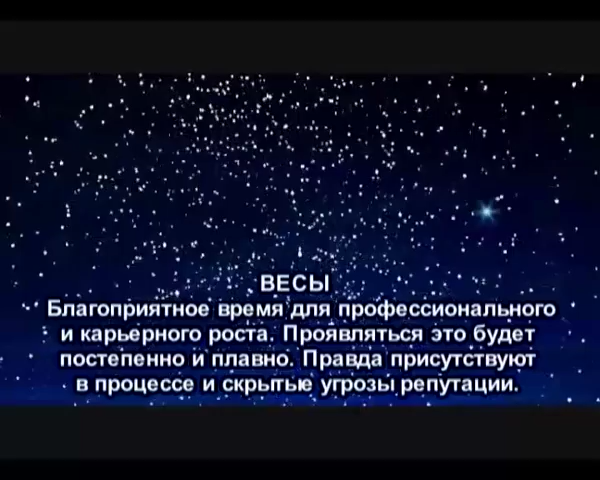 ВЕСЫ
Благоприятное время для профессионального
и карьерного роста. Проявляться это будет
постепенно и плавно. Правда присутствуют
в процессе и скрытые угрозы репутации.